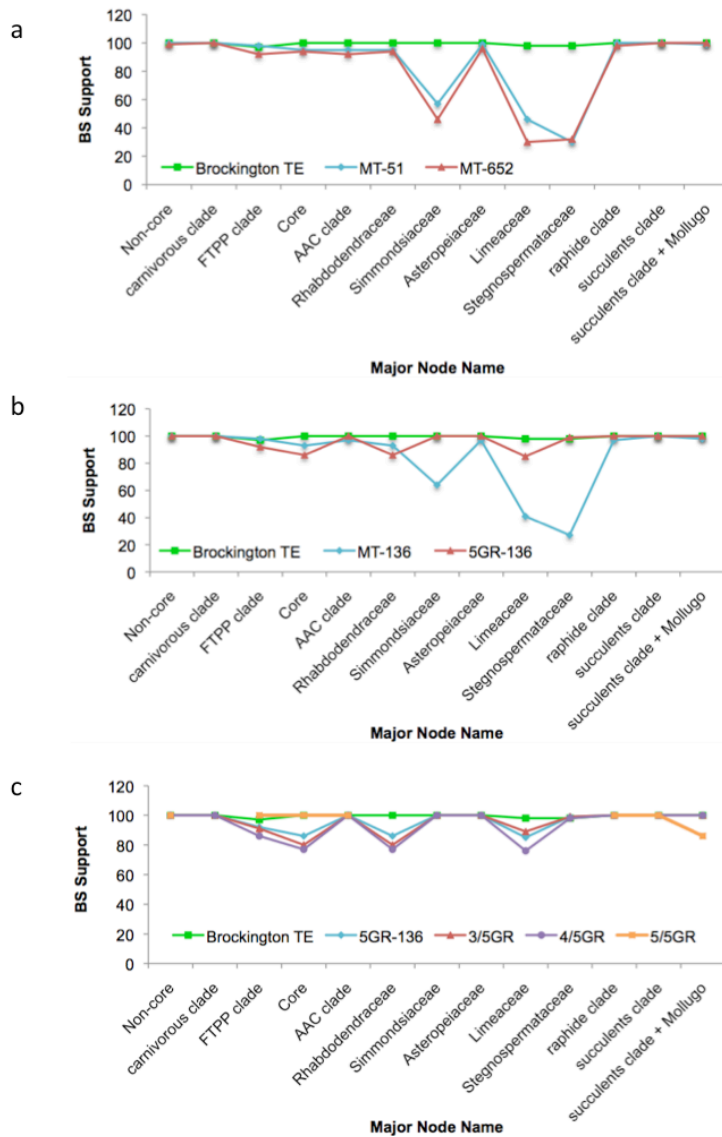 a
120
100
80
60
40
20
0
BS Support
Brockington TE MT-51 MT-652
Non-core
carnivorous clade
FTPP clade
Core
AAC clade
Rhabdodendraceae
Simmondsiaceae
Asteropeiaceae
Limeaceae
Stegnospermataceae
raphide clade
succulents clade
succulents clade + Mollugo
Major Node Name
b
120
100
80
60
40
20
0
BS Support
Brockington TE MT-136 5GR-136
Non-core
carnivorous clade
FTPP clade
Core
AAC clade
Rhabdodendraceae
Simmondsiaceae
Asteropeiaceae
Limeaceae
Stegnospermataceae
raphide clade
succulents clade
succulents clade + Mollugo
Major Node Name
c
120
100
80
60
40
20
0
BS Support
Brockington TE 5GR-136 3/5GR 4/5GR 5/5GR
Non-core
carnivorous clade
FTPP clade
Core
AAC clade
Rhabdodendraceae
Simmondsiaceae
Asteropeiaceae
Limeaceae
Stegnospermataceae
raphide clade
succulents clade
succulents clade + Mollugo
Major Node Name